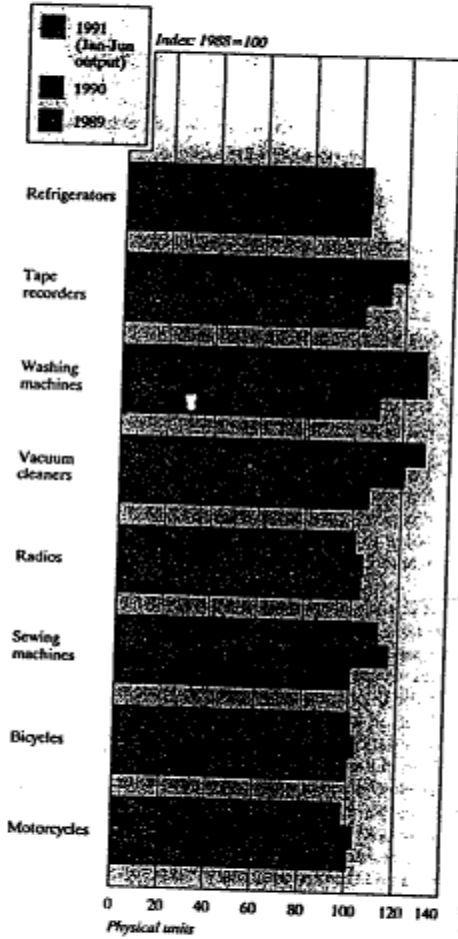 1991
(Jan-Jun
output)
1990
1989
Index: 1988=100
Refrigerators
Tape
recorders
Washing
machines
Vacuum
cleaners
Radios
Sewing
machines
Bicycles
Motorcycles
0 20 40 60 80 100 120 140
Physical units